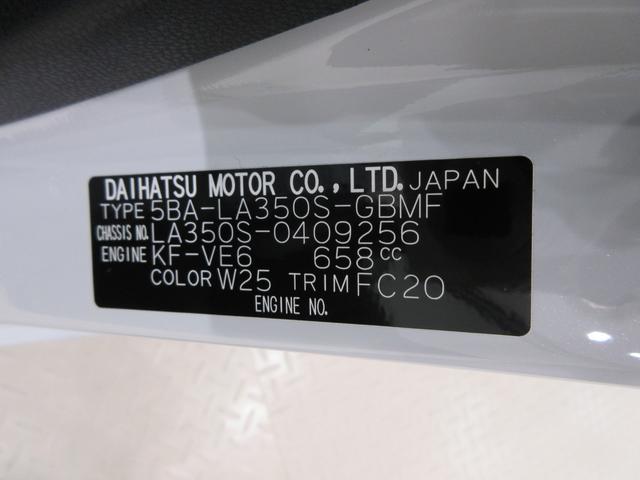 DAIHATSU MOTOR CO.,LTD. JAPAN
TYPE 5BA-LA350S-GBMF
CHASSIS NO. LA350S-0409256
ENGINE KF-VE6 658cc
COLOR W25 TRIM FC20
ENGINE NO.